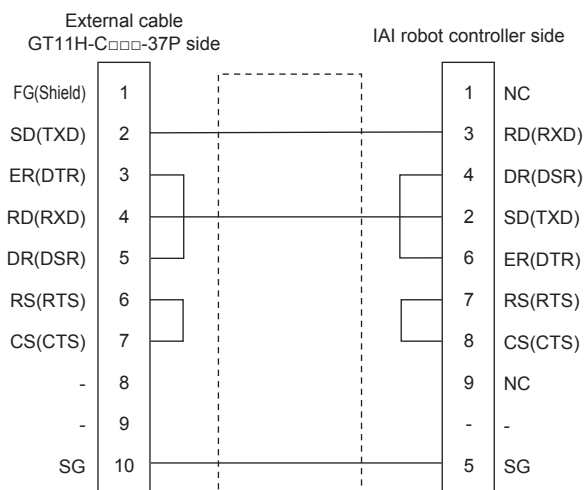 External cable
GT11H-C□□□-37P side
IAI robot controller side
FG(Shield) 1 1 NC
SD(TXD) 2 3 RD(RXD)
ER(DTR) 3 4 DR(DSR)
RD(RXD) 4 2 SD(TXD)
DR(DSR) 5 6 ER(DTR)
RS(RTS) 6 7 RS(RTS)
CS(CTS) 7 8 CS(CTS)
- 8 9 NC
- 9 - -
SG 10 5 SG